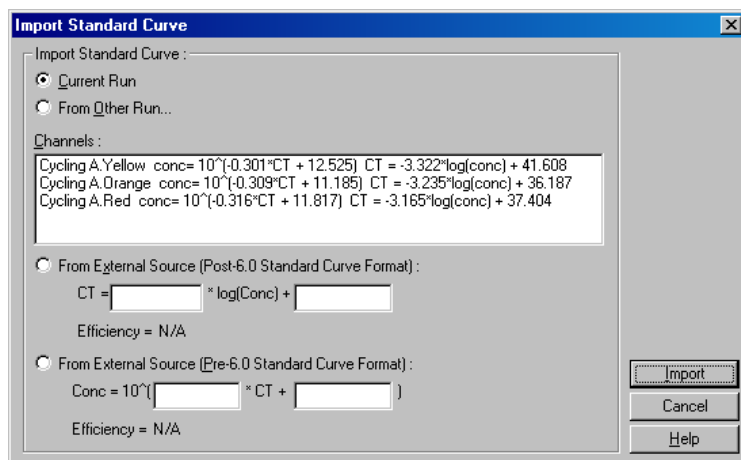 Import Standard Curve
Import Standard Curve :
Current Run
From Other Run...
Channels :
Cycling A.Yellow conc= 10^(-0.301*CT + 12.525) CT = -3.322*log(conc) + 41.608
Cycling A.Orange conc= 10^(-0.309*CT + 11.185) CT = -3.235*log(conc) + 36.187
Cycling A.Red conc= 10^(-0.316*CT + 11.817) CT = -3.165*log(conc) + 37.404
From External Source (Post-6.0 Standard Curve Format) :
CT = * log(Conc) +
Efficiency = N/A
From External Source (Pre-6.0 Standard Curve Format) :
Conc = 10^( * CT + )
Efficiency = N/A
Import
Cancel
Help